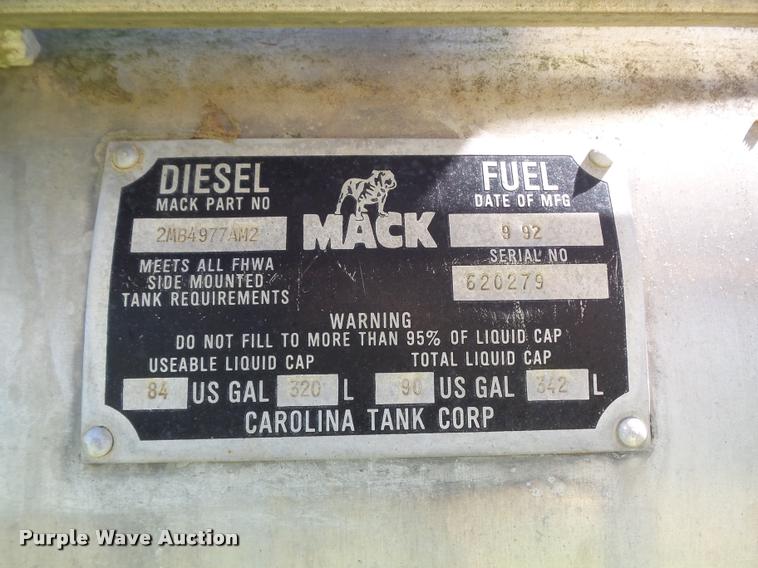 DIESEL
FUEL
MACK PART NO
DATE OF MFG
2MB4977AM2
MACK
9 92
SERIAL NO
620279
MEETS ALL FHWA
SIDE MOUNTED
TANK REQUIREMENTS
WARNING
DO NOT FILL TO MORE THAN 95% OF LIQUID CAP
USEABLE LIQUID CAP TOTAL LIQUID CAP
84 US GAL 320 L 90 US GAL 342 L
CAROLINA TANK CORP
Purple Wave Auction